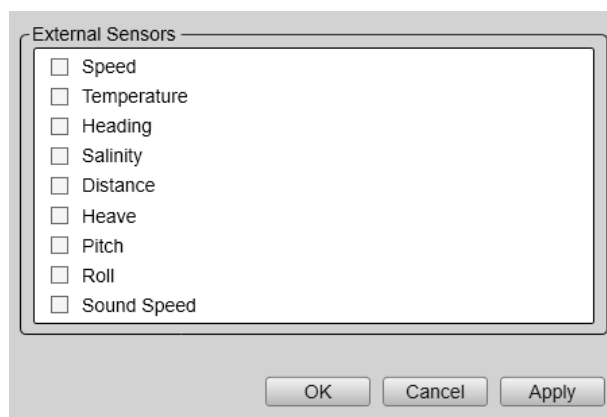 External Sensors
Speed
Temperature
Heading
Salinity
Distance
Heave
Pitch
Roll
Sound Speed
OK Cancel Apply